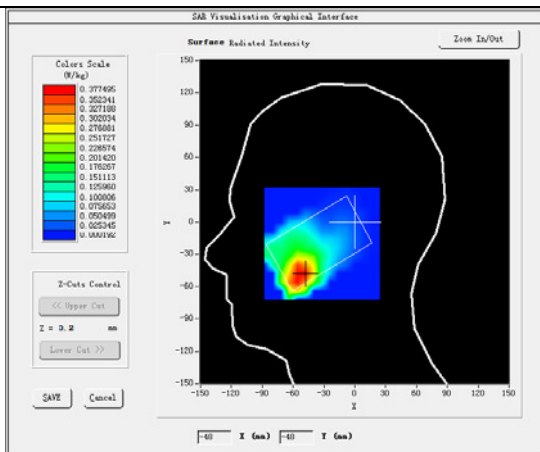 SAR Visualisation Graphical Interface
Surface Radiated Intensity
Zoom In/Out
Colors Scale
(W/kg)
0.377495
0.352341
0.327188
0.302034
0.276881
0.251727
0.226574
0.201420
0.176267
0.151113
0.125960
0.100806
0.075653
0.050499
0.025345
0.000192
Z-Cuts Control
<< Upper Cut
Z = 3.2 mm
Lower Cut >>
SAVE Cancel
150
120
90
60
30
0
-30
-60
-90
-120
-150
Y
-150 -120 -90 -60 -30 0 30 60 90 120 150
X
-48 X (mm) -48 Y (mm)